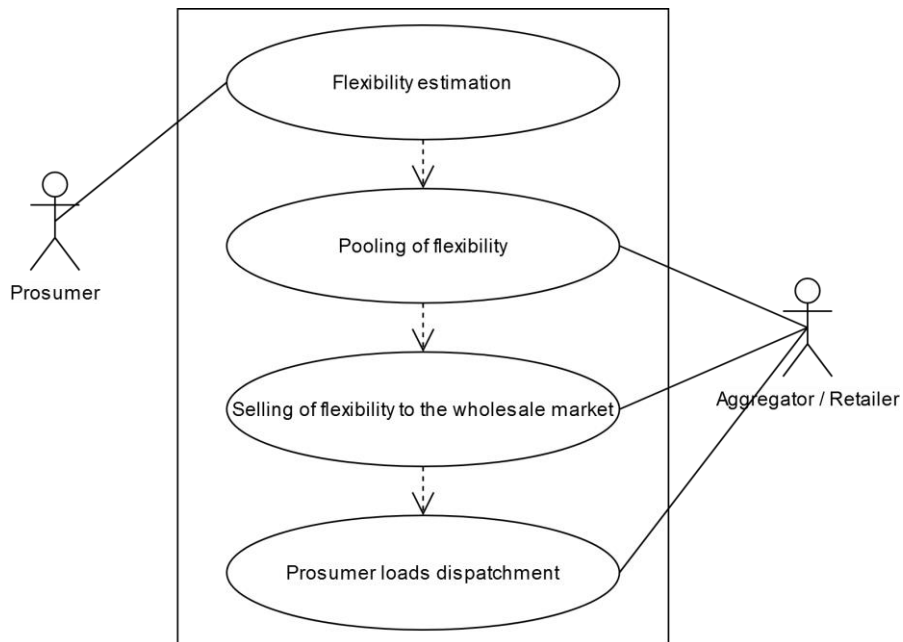 Flexibility estimation
Pooling of flexibility
Prosumer
Selling of flexibility to the wholesale market
Aggregator / Retailer
Prosumer loads dispatchment